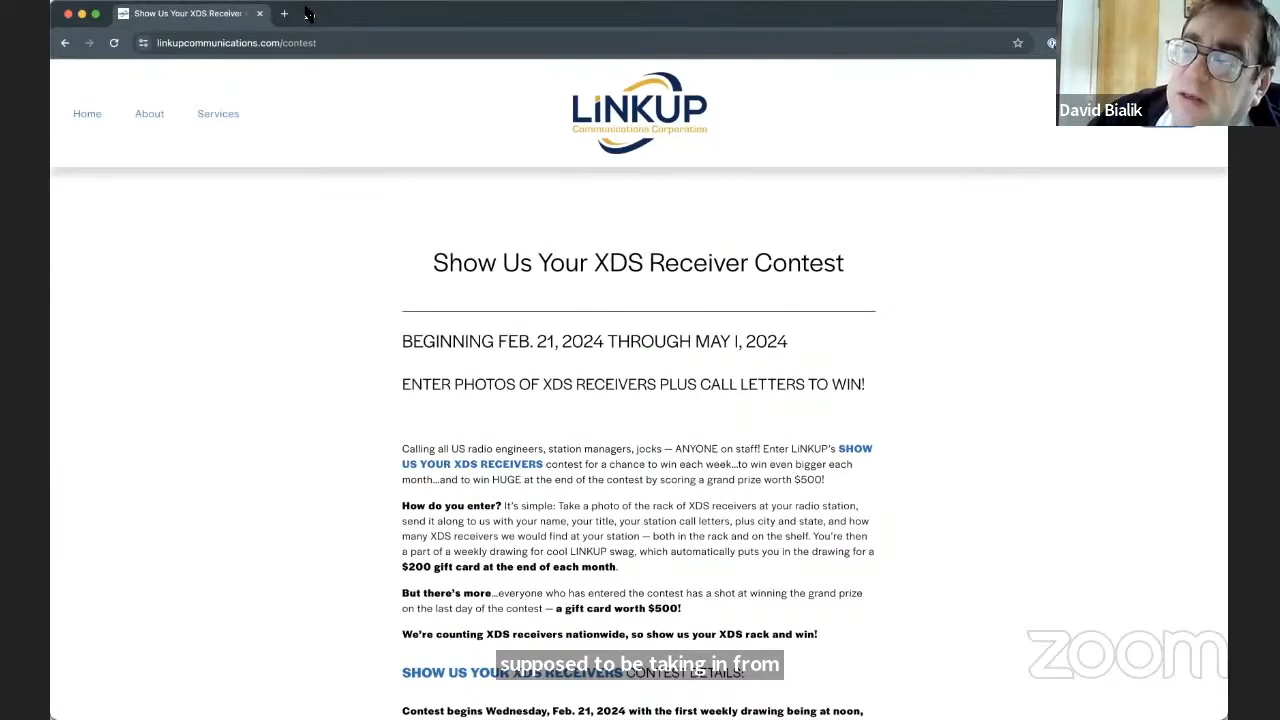 Show Us Your XDS Receiver
linkupcommunications.com/contest
David Bialik
Home About Services
LiNKUP
Communications Corporation
Show Us Your XDS Receiver Contest
BEGINNING FEB. 21, 2024 THROUGH MAY 1, 2024
ENTER PHOTOS OF XDS RECEIVERS PLUS CALL LETTERS TO WIN!
Calling all US radio engineers, station managers, jocks — ANYONE on staff! Enter LiNKUP's SHOW
US YOUR XDS RECEIVERS contest for a chance to win each week...to win even bigger each
month...and to win HUGE at the end of the contest by scoring a grand prize worth $500!
How do you enter? It's simple: Take a photo of the rack of XDS receivers at your radio station,
send it along to us with your name, your title, your station call letters, plus city and state, and how
many XDS receivers we would find at your station — both in the rack and on the shelf. You're then
a part of a weekly drawing for cool LINKUP swag, which automatically puts you in the drawing for a
$200 gift card at the end of each month.
But there's more...everyone who has entered the contest has a shot at winning the grand prize
on the last day of the contest — a gift card worth $500!
We're counting XDS receivers nationwide, so show us your XDS rack and win!
supposed to be taking in from
SHOW US YOUR XDS RECEIVERS CONTEST DETAILS:
zoom
Contest begins Wednesday, Feb. 21, 2024 with the first weekly drawing being at noon,